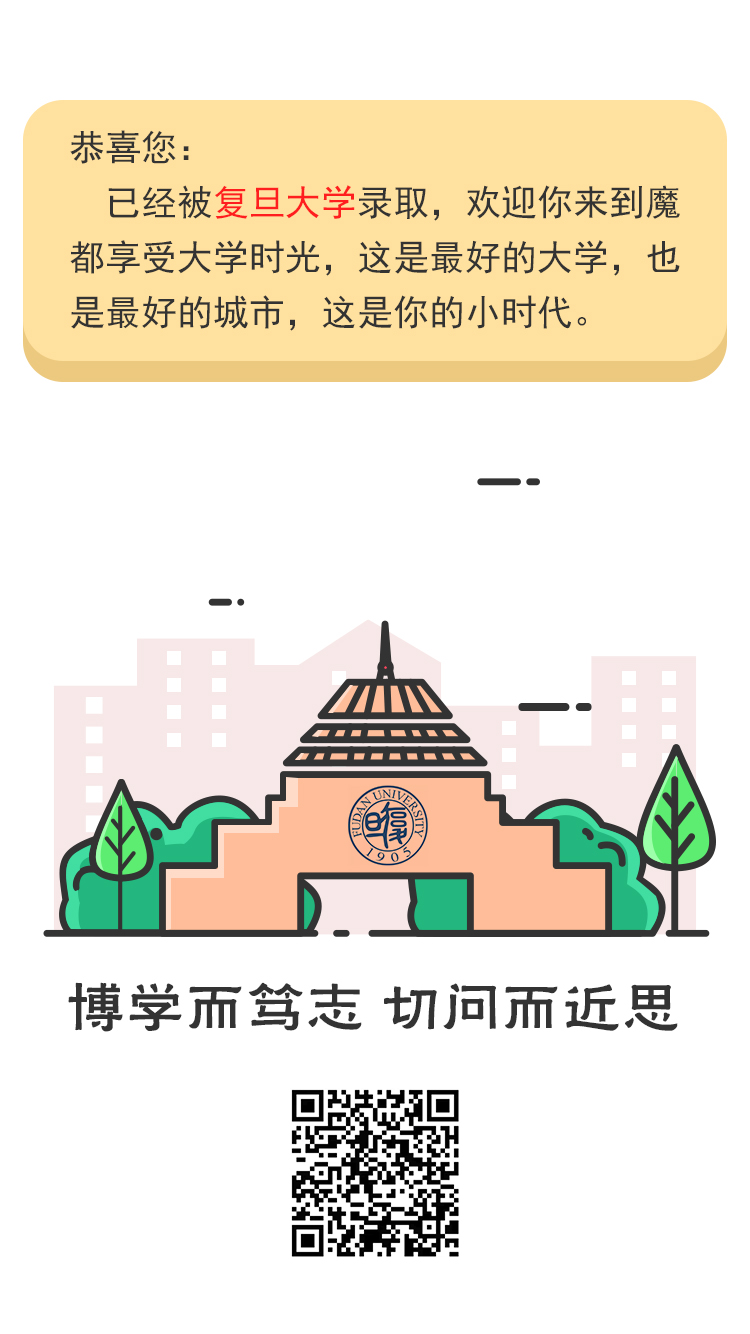 恭喜您：
已经被复旦大学录取，欢迎你来到魔
都享受大学时光，这是最好的大学，也
是最好的城市，这是你的小时代。
FUDAN UNIVERSITY
復旦
1905
博学而笃志 切问而近思